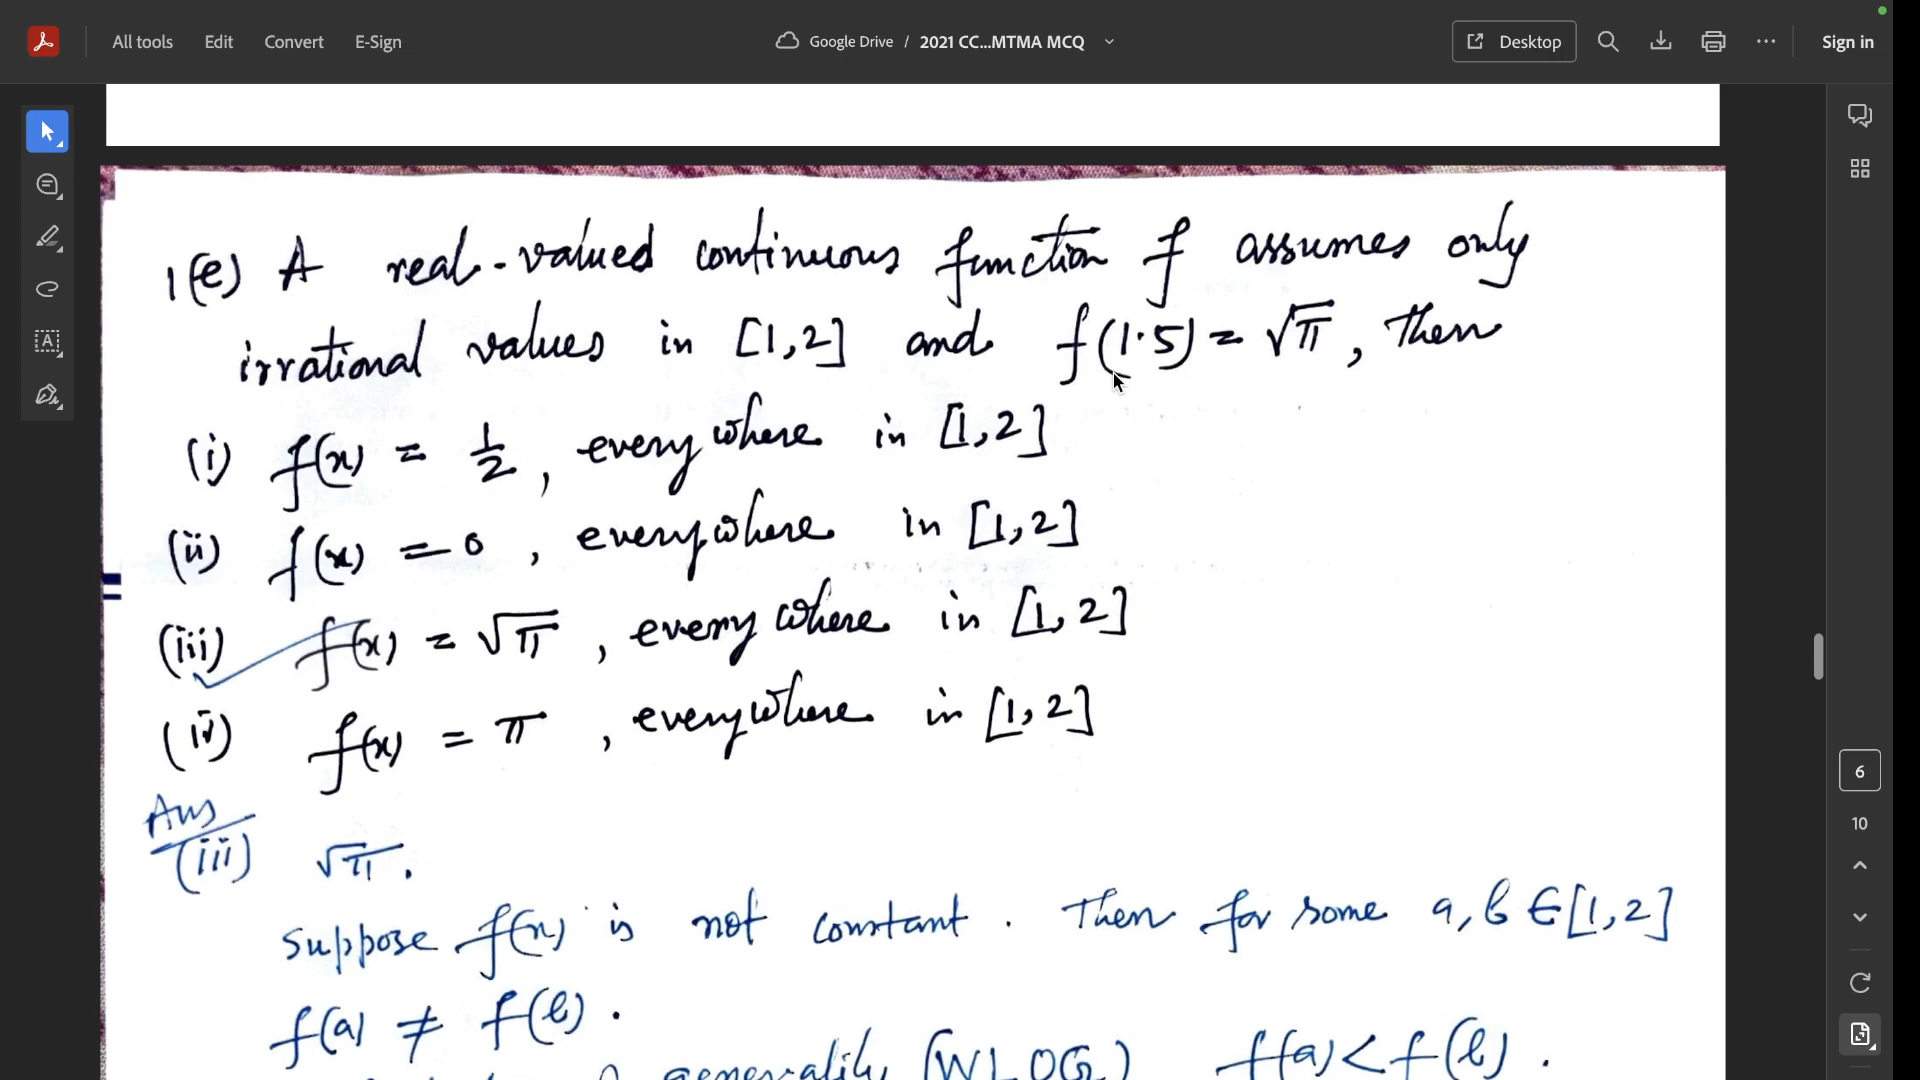 All tools Edit Convert E-Sign Google Drive / 2021 CC...MTMA MCQ Desktop Sign in
1(e) A real-valued continuous function f assumes only
irrational values in [1,2] and f(1·5) = √π, then
(i) f(x) = 1/2, everywhere in [1,2]
(ii) f(x) = 0, everywhere in [1,2]
(iii) f(x) = √π, everywhere in [1,2]
(iv) f(x) = π, everywhere in [1,2]
Ans
(iii) √π.
Suppose f(x) is not constant. Then for some a, b ∈ [1,2]
f(a) ≠ f(b).
generality (WLOG) f(a) < f(b).
6
10